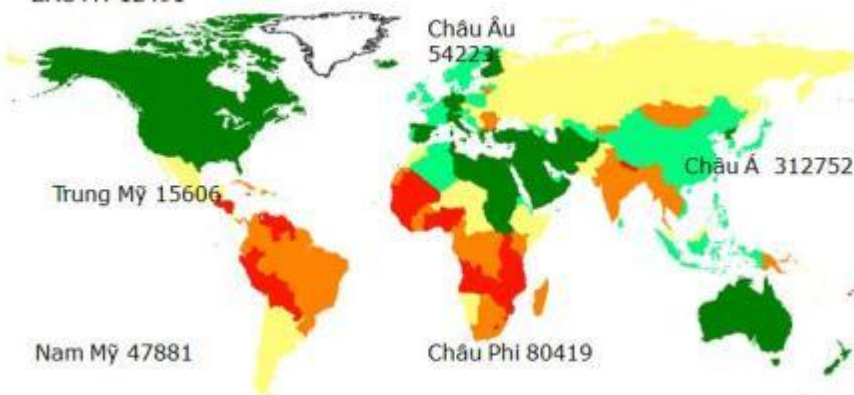 Châu Âu
54223
Châu Á 312752
Trung Mỹ 15606
Nam Mỹ 47881
Châu Phi 80419